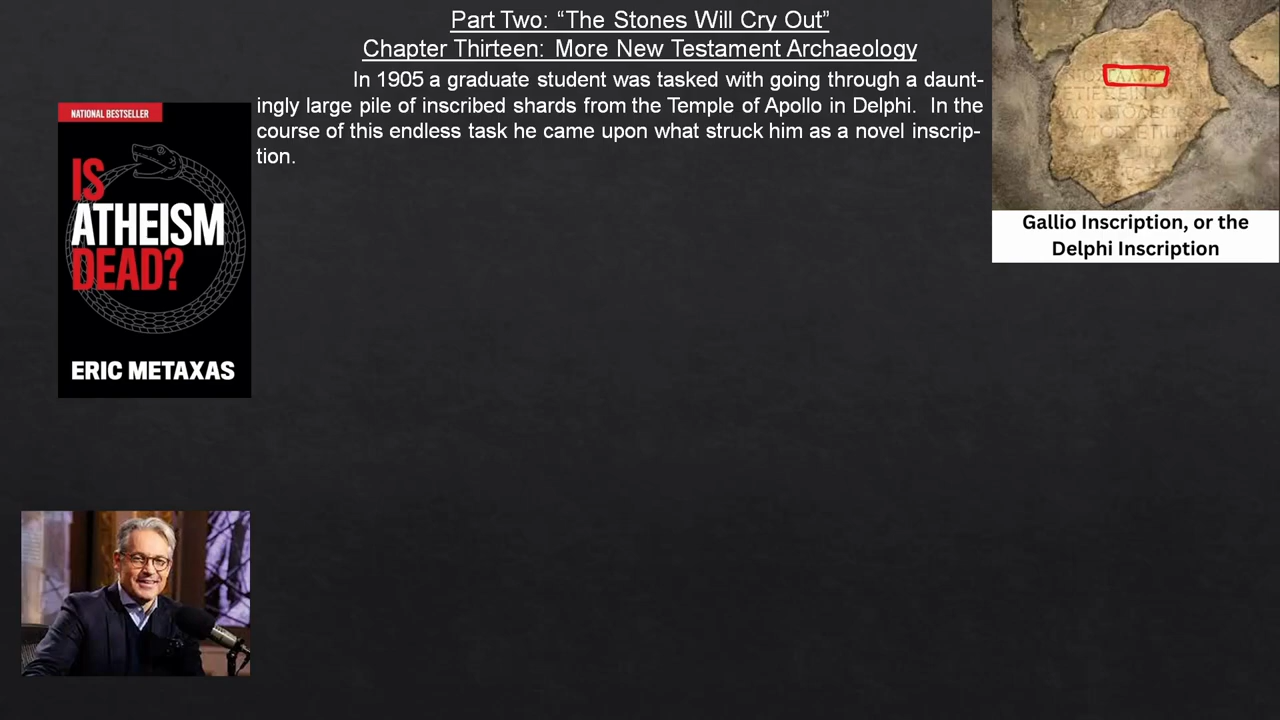 Part Two: “The Stones Will Cry Out”
Chapter Thirteen: More New Testament Archaeology
In 1905 a graduate student was tasked with going through a daunt-
ingly large pile of inscribed shards from the Temple of Apollo in Delphi. In the
course of this endless task he came upon what struck him as a novel inscrip-
tion.
NATIONAL BESTSELLER
IS
ATHEISM
DEAD?
ERIC METAXAS
Gallio Inscription, or the
Delphi Inscription